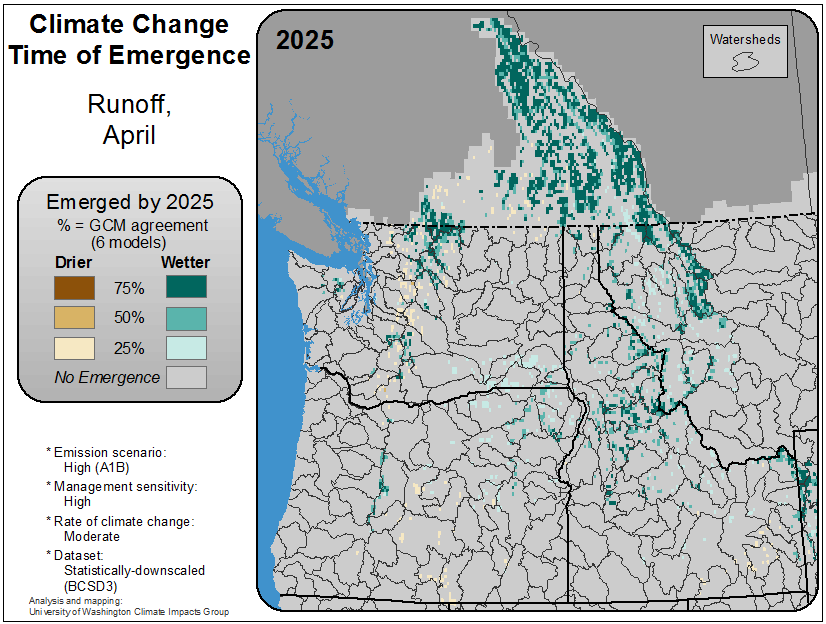 Climate Change
Time of Emergence
Runoff,
April
Emerged by 2025
% = GCM agreement
(6 models)
Drier Wetter
75%
50%
25%
No Emergence
* Emission scenario:
High (A1B)
* Management sensitivity:
High
* Rate of climate change:
Moderate
* Dataset:
Statistically-downscaled
(BCSD3)
Analysis and mapping:
University of Washington Climate Impacts Group
2025
Watersheds